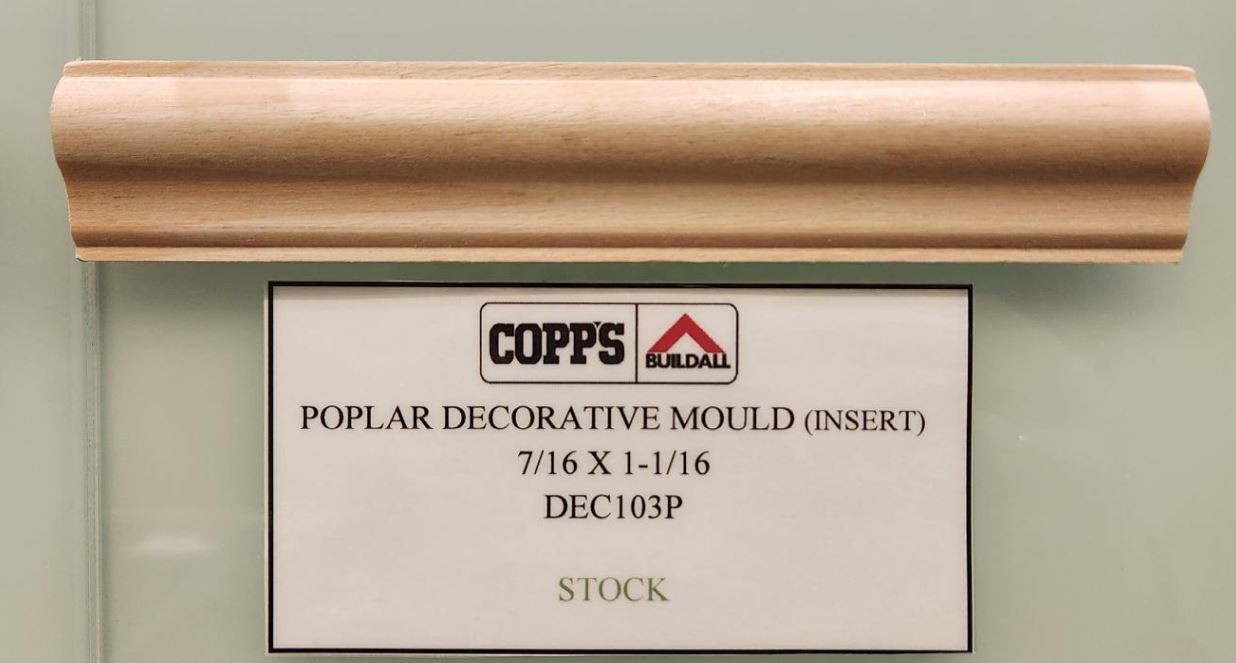 COPP'S BUILDALL
POPLAR DECORATIVE MOULD (INSERT)
7/16 X 1-1/16
DEC103P
STOCK